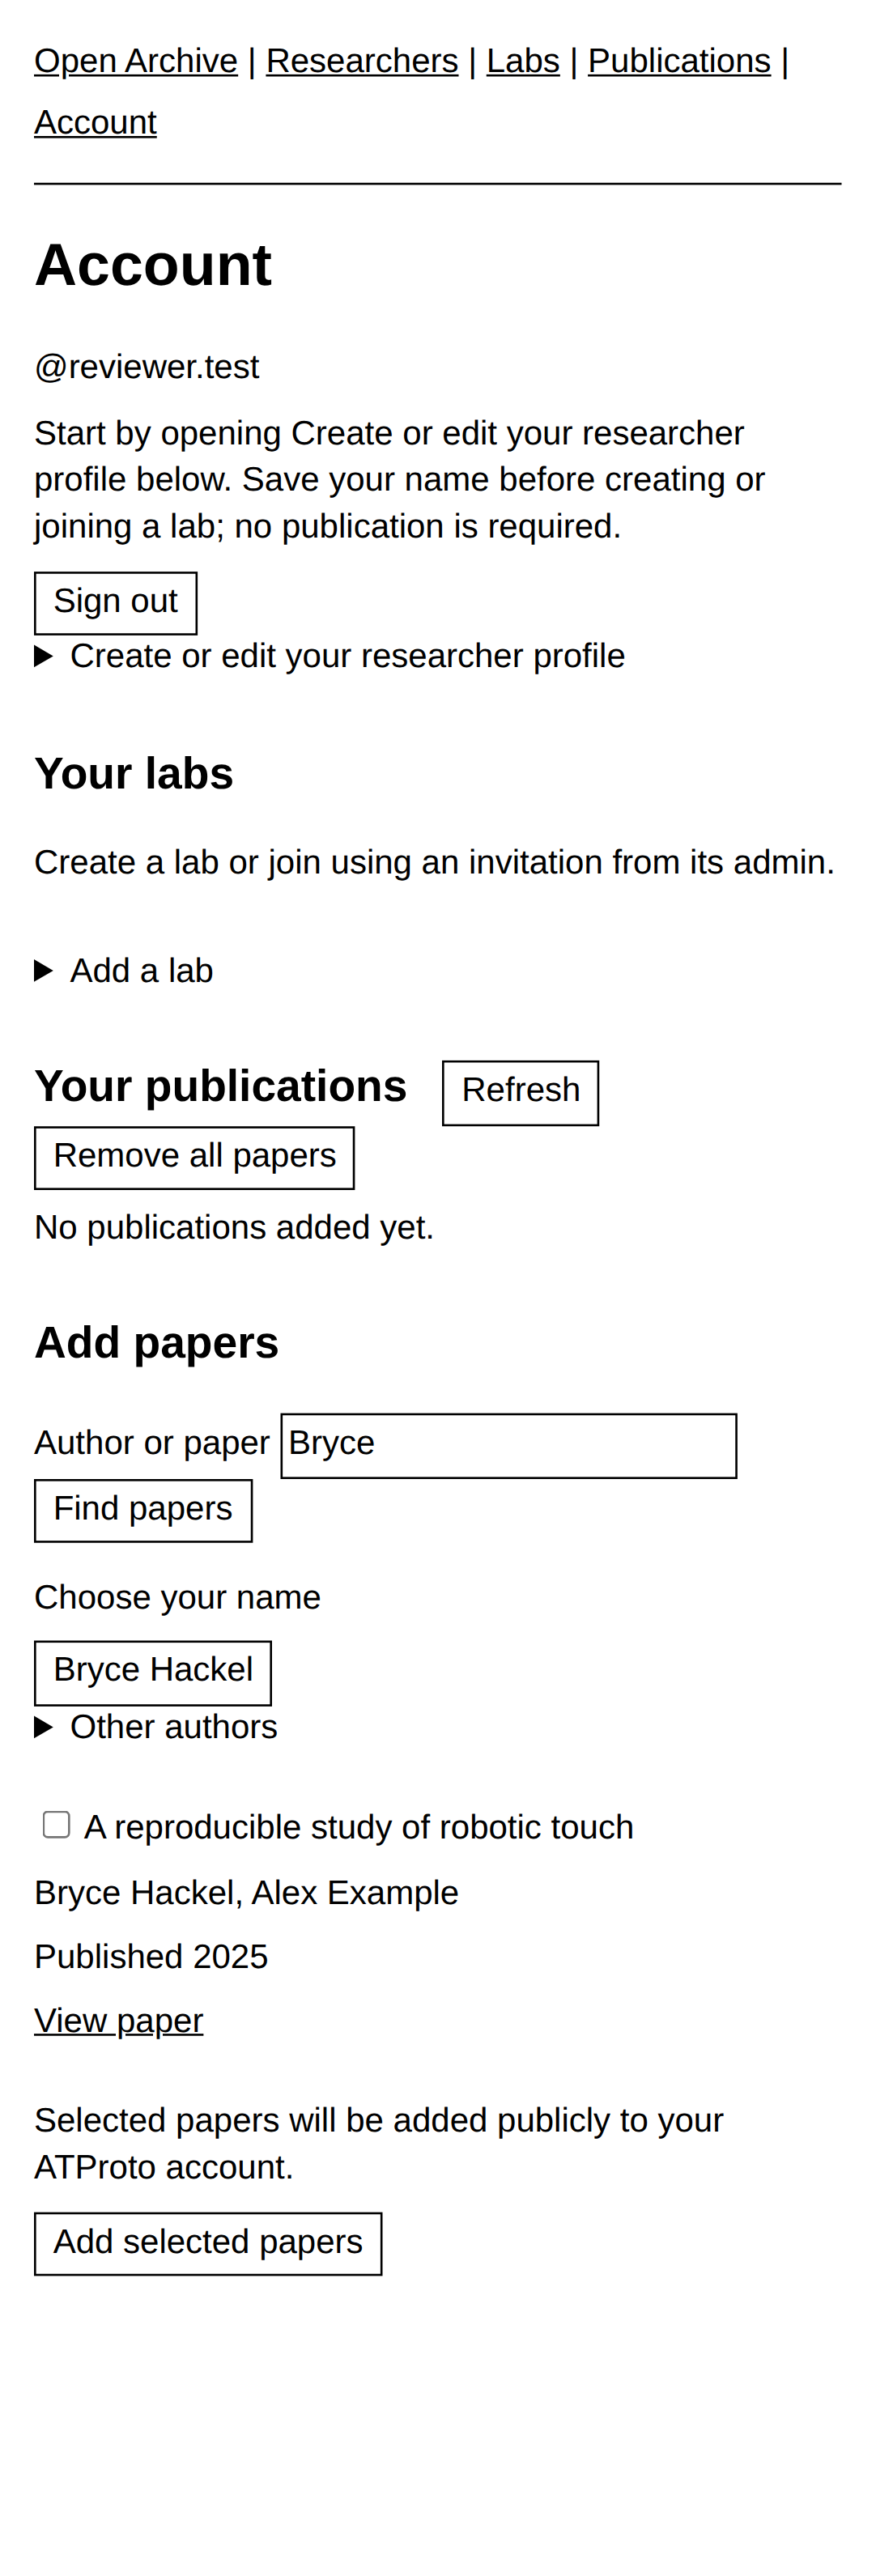 Open Archive | Researchers | Labs | Publications |
Account
Account
@reviewer.test
Start by opening Create or edit your researcher
profile below. Save your name before creating or
joining a lab; no publication is required.
Sign out
Create or edit your researcher profile
Your labs
Create a lab or join using an invitation from its admin.
Add a lab
Your publications Refresh
Remove all papers
No publications added yet.
Add papers
Author or paper Bryce
Find papers
Choose your name
Bryce Hackel
Other authors
A reproducible study of robotic touch
Bryce Hackel, Alex Example
Published 2025
View paper
Selected papers will be added publicly to your
ATProto account.
Add selected papers